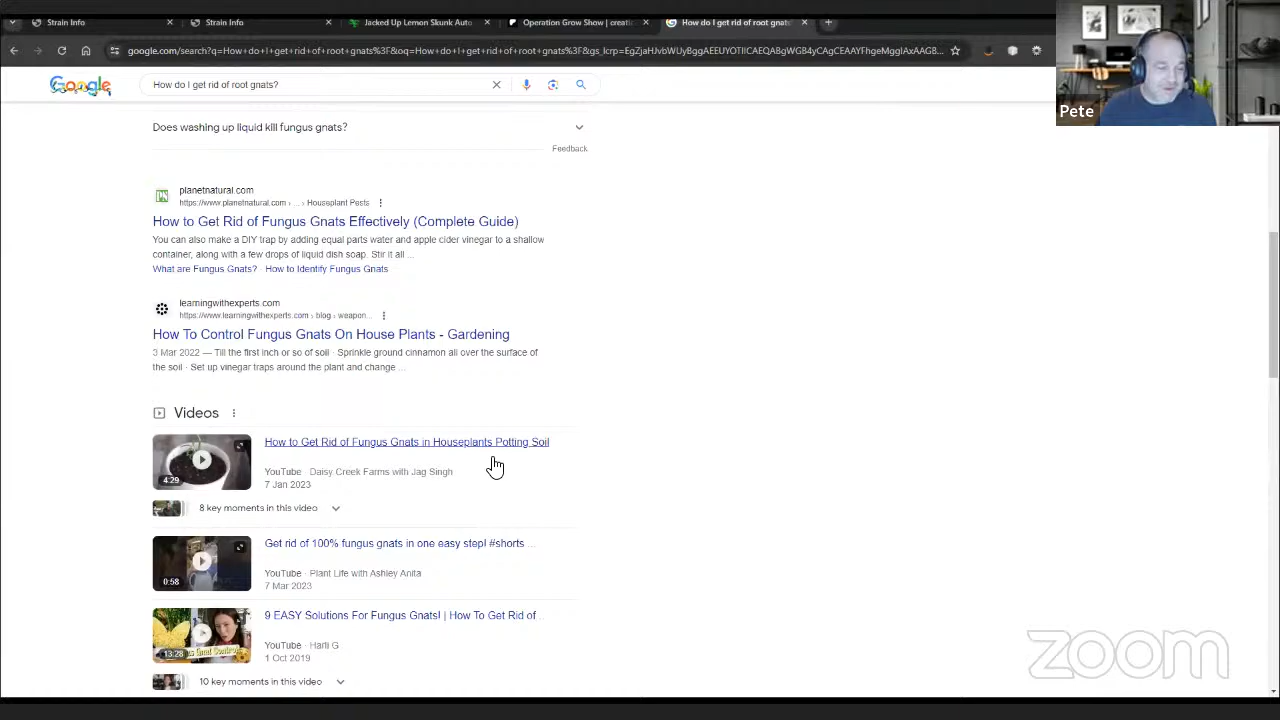 Strain Info
Strain Info
Jacked Up Lemon Skunk Auto
Operation Grow Show | creati
How do I get rid of root gnats
google.com/search?q=How+do+I+get+rid+of+root+gnats%3F&oq=How+do+I+get+rid+of+root+gnats%3F&gs_lcrp=
Pete
Google
How do I get rid of root gnats?
Does washing up liquid kill fungus gnats?
Feedback
planetnatural.com
https://www.planetnatural.com › ... › Houseplant Pests
How to Get Rid of Fungus Gnats Effectively (Complete Guide)
You can also make a DIY trap by adding equal parts water and apple cider vinegar to a shallow
container, along with a few drops of liquid dish soap. Stir it all ...
What are Fungus Gnats? · How to Identify Fungus Gnats
learningwithexperts.com
https://www.learningwithexperts.com › blog › weapon...
How To Control Fungus Gnats On House Plants - Gardening
3 Mar 2022 — Till the first inch or so of soil · Sprinkle ground cinnamon all over the surface of
the soil · Set up vinegar traps around the plant and change ...
Videos
How to Get Rid of Fungus Gnats in Houseplants Potting Soil
4:29
YouTube · Daisy Creek Farms with Jag Singh
7 Jan 2023
8 key moments in this video
Get rid of 100% fungus gnats in one easy step! #shorts ...
0:58
YouTube · Plant Life with Ashley Anita
7 Mar 2023
9 EASY Solutions For Fungus Gnats! | How To Get Rid of ...
13:28
YouTube · Harli G
1 Oct 2019
10 key moments in this video
zoom